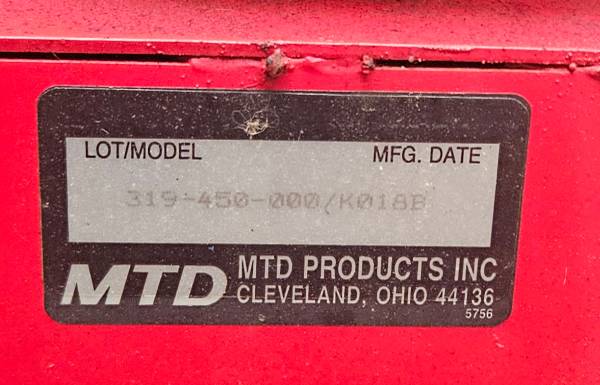 LOT/MODEL MFG. DATE
319-450-000/K018B
MTD MTD PRODUCTS INC
CLEVELAND, OHIO 44136
5756